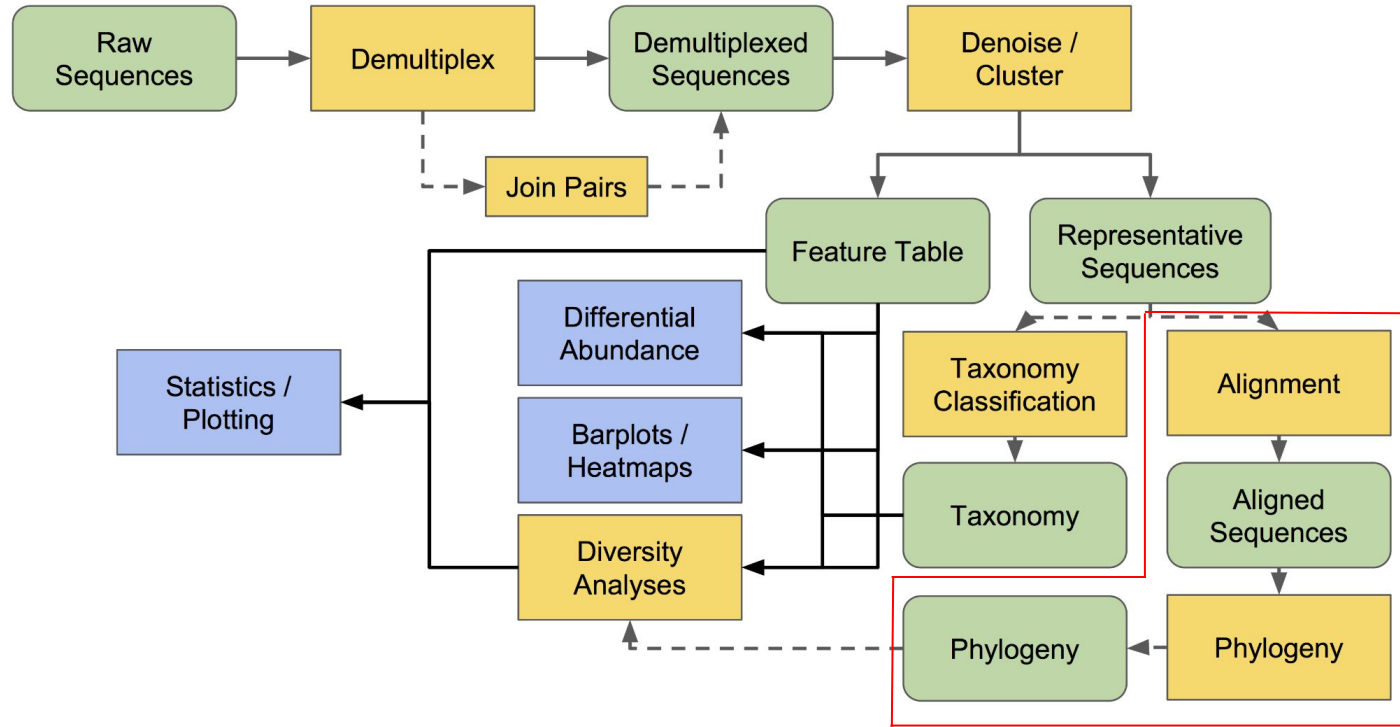 Raw
Sequences
Demultiplex
Demultiplexed
Sequences
Denoise /
Cluster
Join Pairs
Feature Table
Representative
Sequences
Differential
Abundance
Taxonomy
Classification
Alignment
Statistics /
Plotting
Barplots /
Heatmaps
Taxonomy
Aligned
Sequences
Diversity
Analyses
Phylogeny
Phylogeny